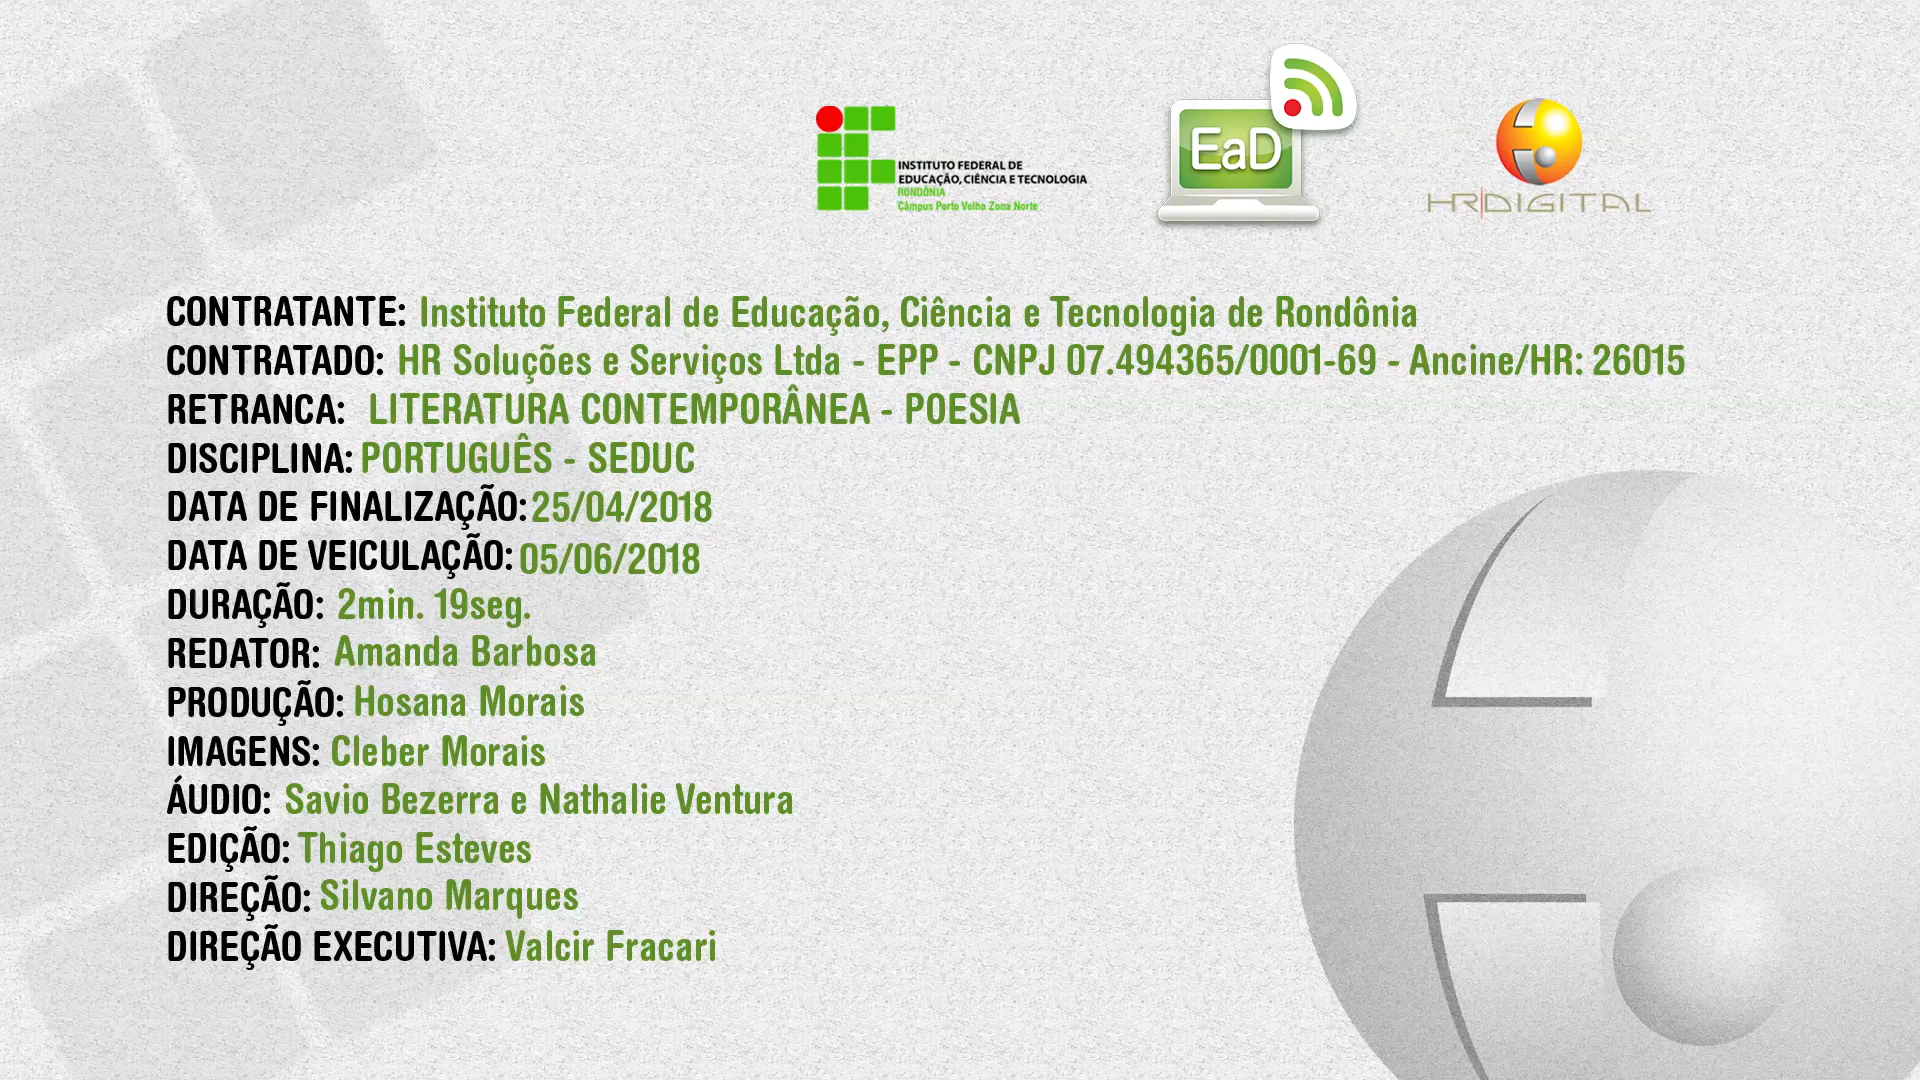 INSTITUTO FEDERAL DE
EDUCAÇÃO, CIÊNCIA E TECNOLOGIA
RONDÔNIA
Câmpus Porto Velho Zona Norte
EaD
HR|DIGITAL
CONTRATANTE: Instituto Federal de Educação, Ciência e Tecnologia de Rondônia
CONTRATADO: HR Soluções e Serviços Ltda - EPP - CNPJ 07.494365/0001-69 - Ancine/HR: 26015
RETRANCA: LITERATURA CONTEMPORÂNEA - POESIA
DISCIPLINA: PORTUGUÊS - SEDUC
DATA DE FINALIZAÇÃO: 25/04/2018
DATA DE VEICULAÇÃO: 05/06/2018
DURAÇÃO: 2min. 19seg.
REDATOR: Amanda Barbosa
PRODUÇÃO: Hosana Morais
IMAGENS: Cleber Morais
ÁUDIO: Savio Bezerra e Nathalie Ventura
EDIÇÃO: Thiago Esteves
DIREÇÃO: Silvano Marques
DIREÇÃO EXECUTIVA: Valcir Fracari